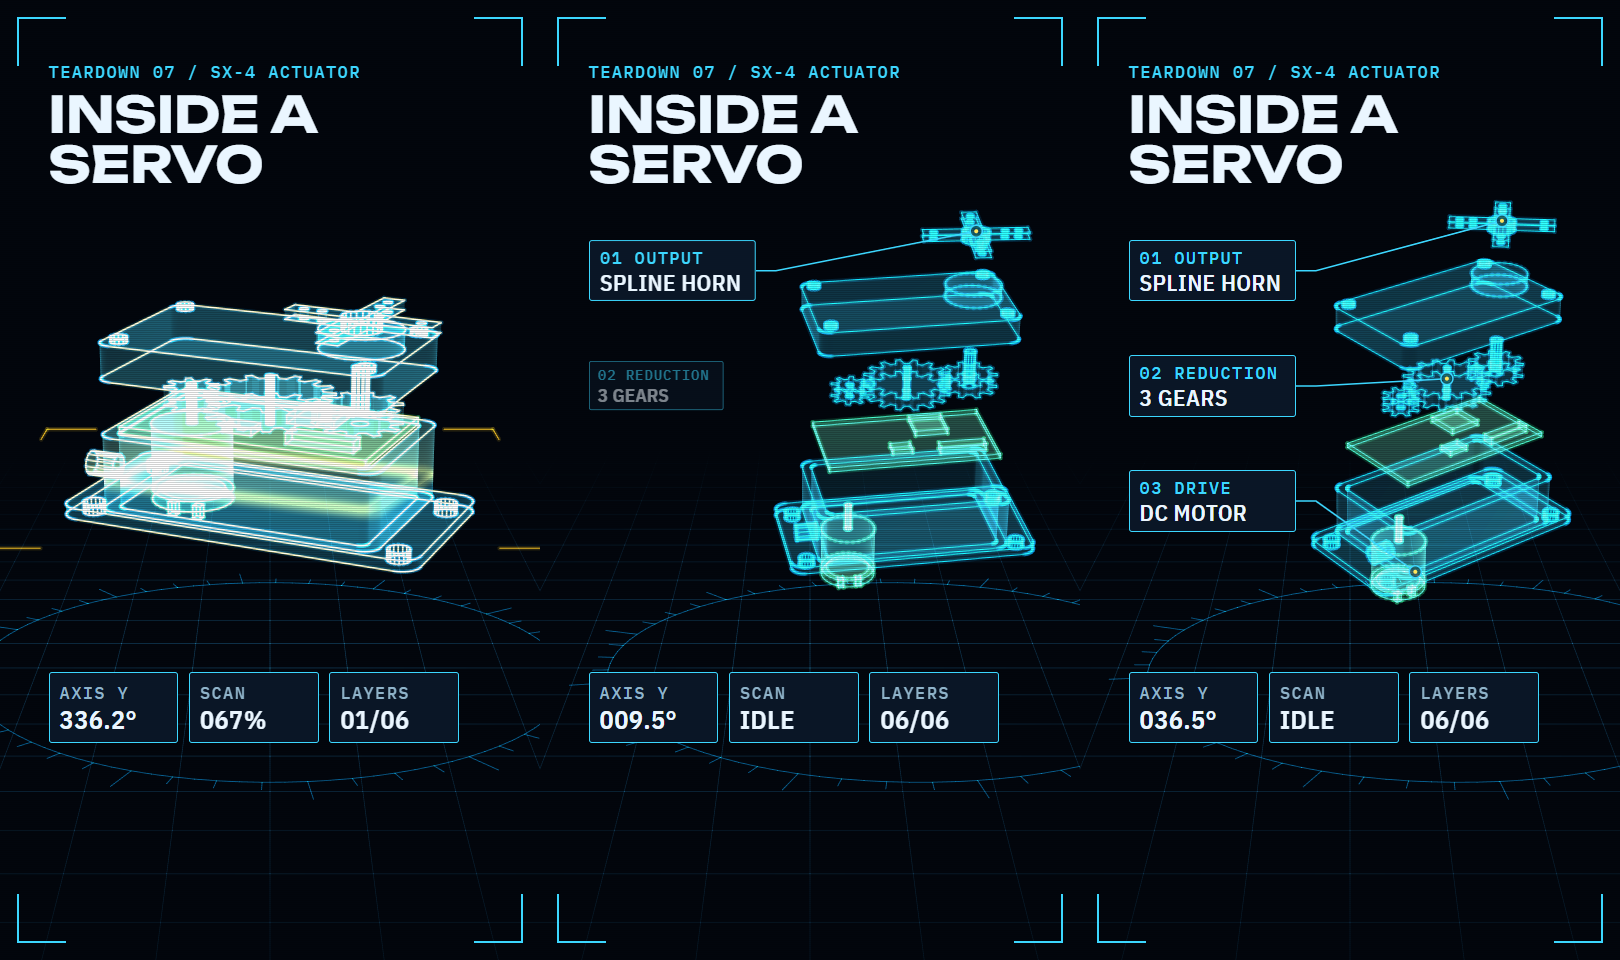 TEARDOWN 07 / SX-4 ACTUATOR
INSIDE A
SERVO
AXIS Y
336.2°
SCAN
067%
LAYERS
01/06
TEARDOWN 07 / SX-4 ACTUATOR
INSIDE A
SERVO
01 OUTPUT
SPLINE HORN
02 REDUCTION
3 GEARS
AXIS Y
009.5°
SCAN
IDLE
LAYERS
06/06
TEARDOWN 07 / SX-4 ACTUATOR
INSIDE A
SERVO
01 OUTPUT
SPLINE HORN
02 REDUCTION
3 GEARS
03 DRIVE
DC MOTOR
AXIS Y
036.5°
SCAN
IDLE
LAYERS
06/06